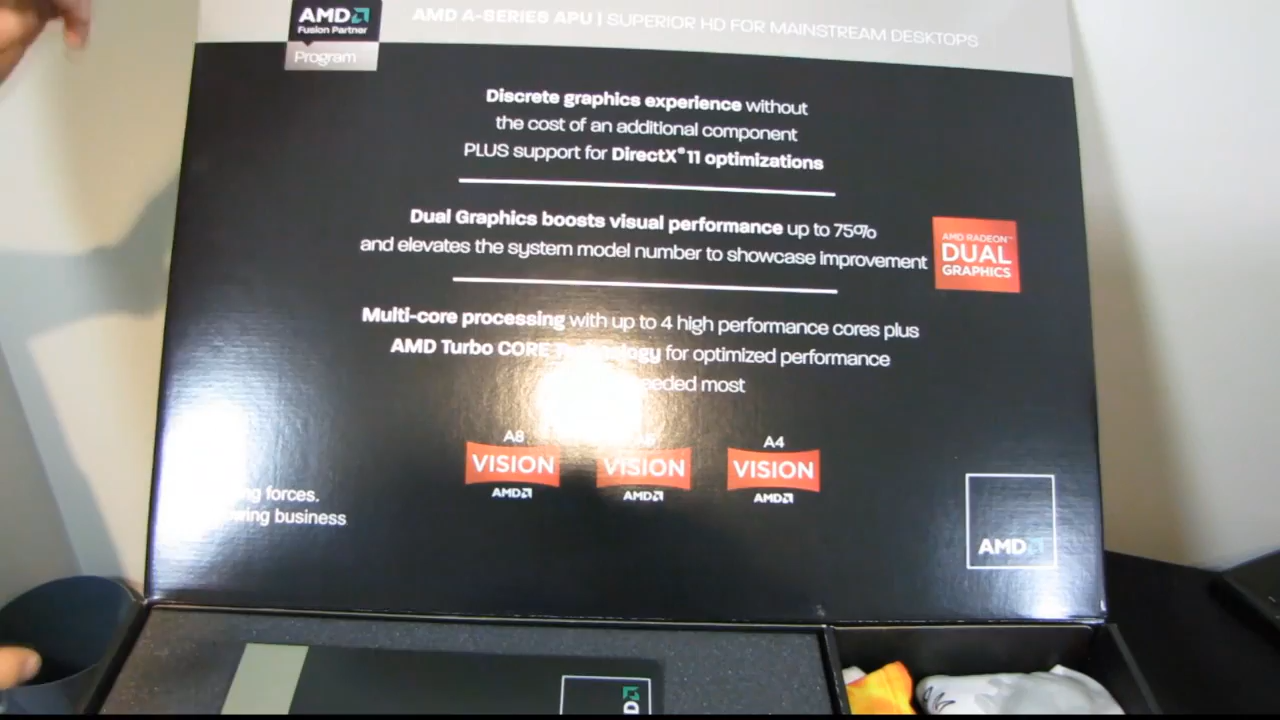 AMD
Fusion Partner
Program
AMD A-SERIES APU | SUPERIOR HD FOR MAINSTREAM DESKTOPS
Discrete graphics experience without
the cost of an additional component
PLUS support for DirectX® 11 optimizations
Dual Graphics boosts visual performance up to 75%
and elevates the system model number to showcase improvement
AMD RADEON™
DUAL
GRAPHICS
Multi-core processing with up to 4 high performance cores plus
AMD Turbo CORE Technology for optimized performance
needed most
A8
VISION
AMD
VISION
AMD
A4
VISION
AMD
forces.
business
AMD